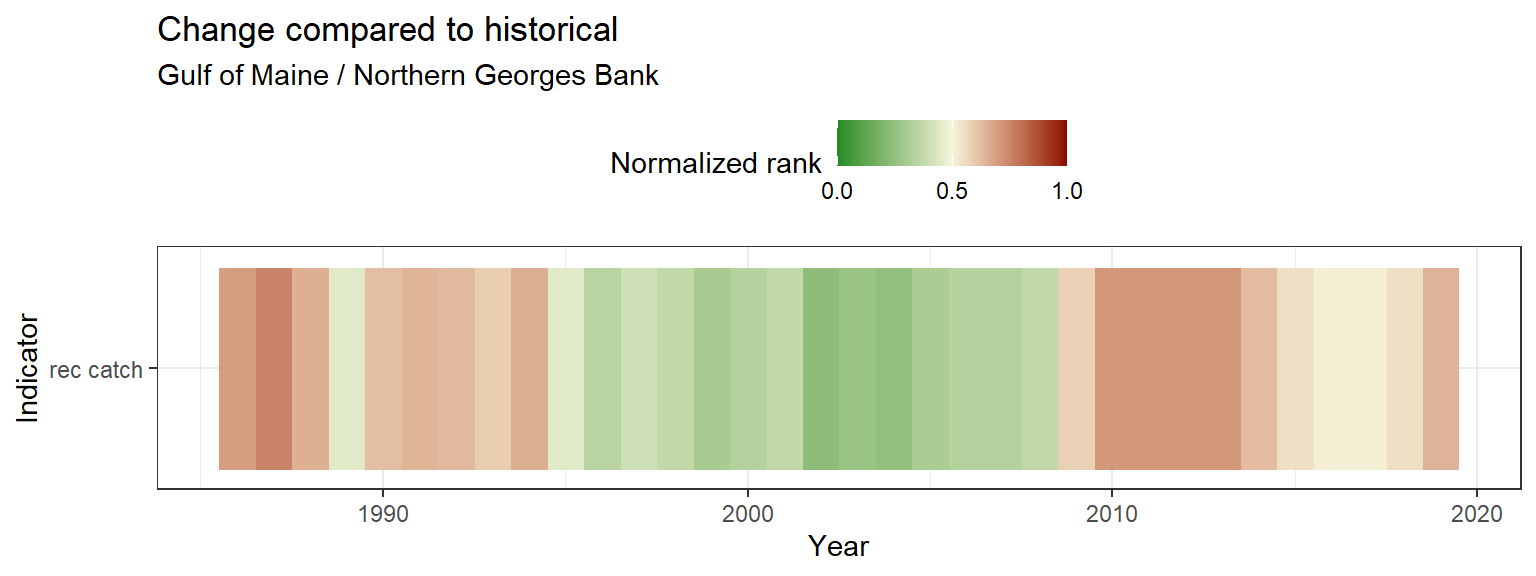 Change compared to historical
Gulf of Maine / Northern Georges Bank
Normalized rank
0.0 0.5 1.0
Indicator
rec catch
1990 2000 2010 2020
Year